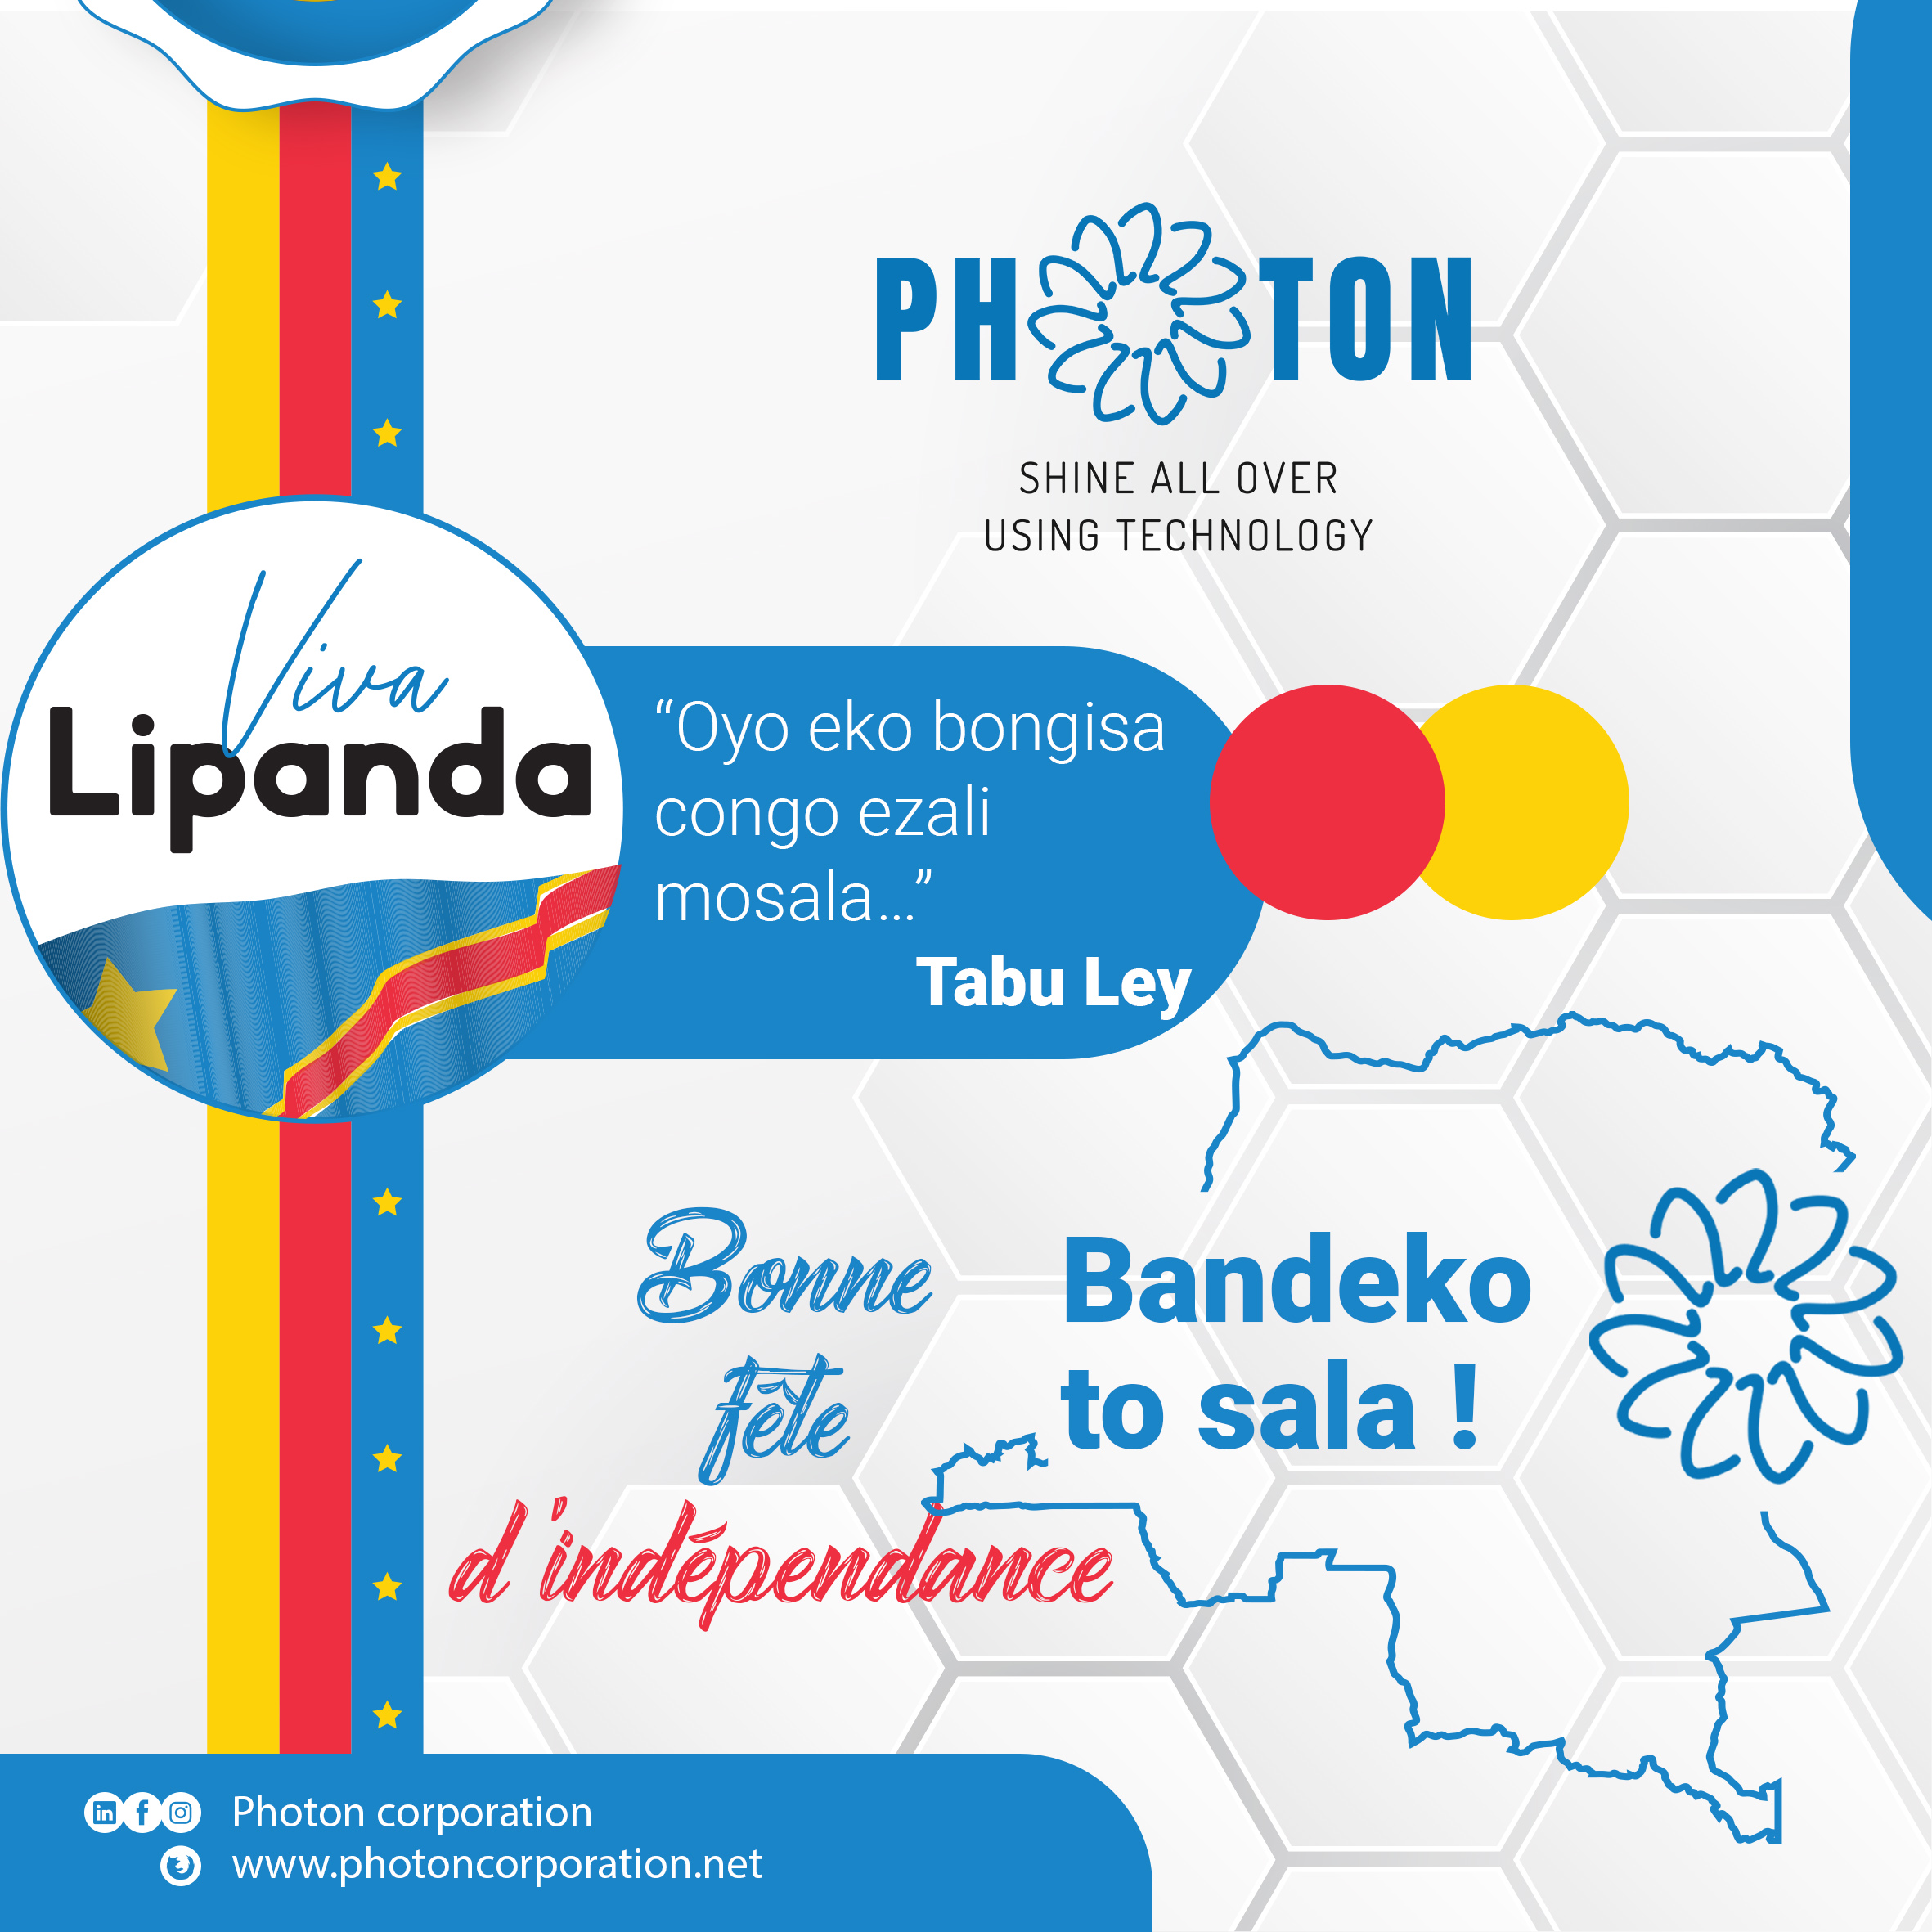 PHOTON
SHINE ALL OVER
USING TECHNOLOGY
Viva
Lipanda
“Oyo eko bongisa
congo ezali
mosala...”
Tabu Ley
Bonne
fête
d'indépendance
Bandeko
to sala !
Photon corporation
www.photoncorporation.net